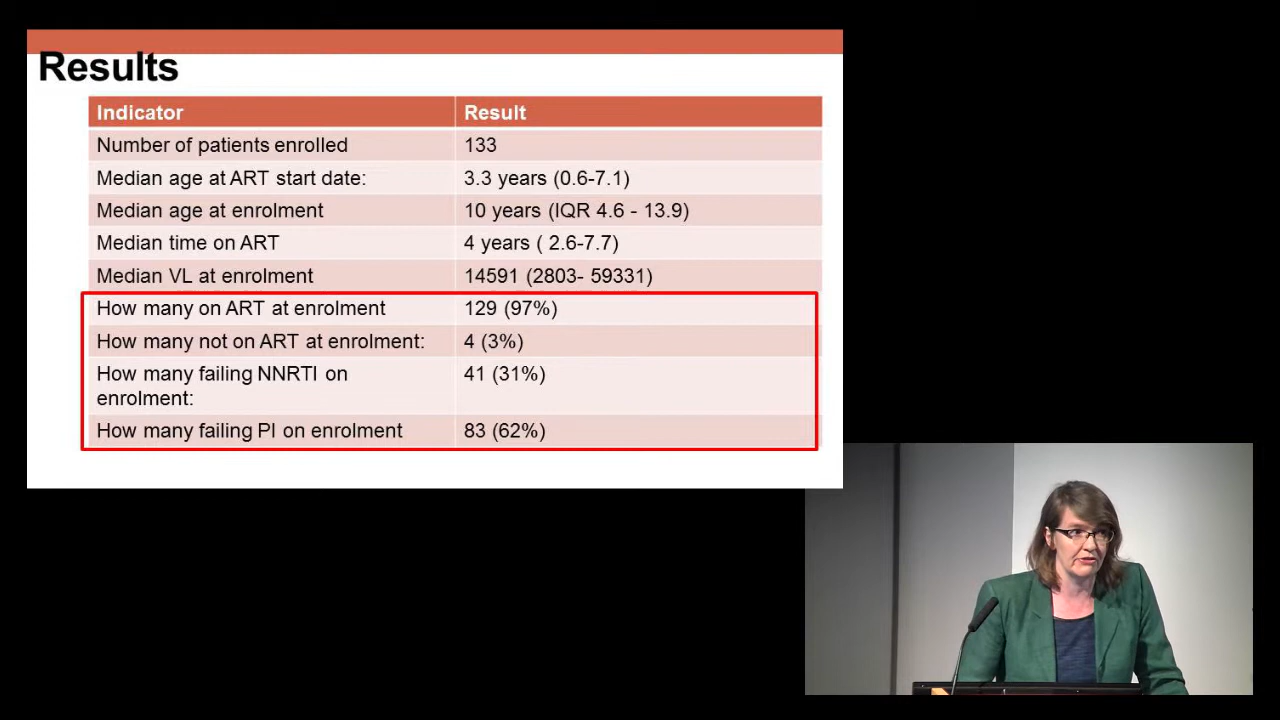 Results
Indicator Result
Number of patients enrolled 133
Median age at ART start date: 3.3 years (0.6-7.1)
Median age at enrolment 10 years (IQR 4.6 - 13.9)
Median time on ART 4 years ( 2.6-7.7)
Median VL at enrolment 14591 (2803- 59331)
How many on ART at enrolment 129 (97%)
How many not on ART at enrolment: 4 (3%)
How many failing NNRTI on 41 (31%)
enrolment:
How many failing PI on enrolment 83 (62%)